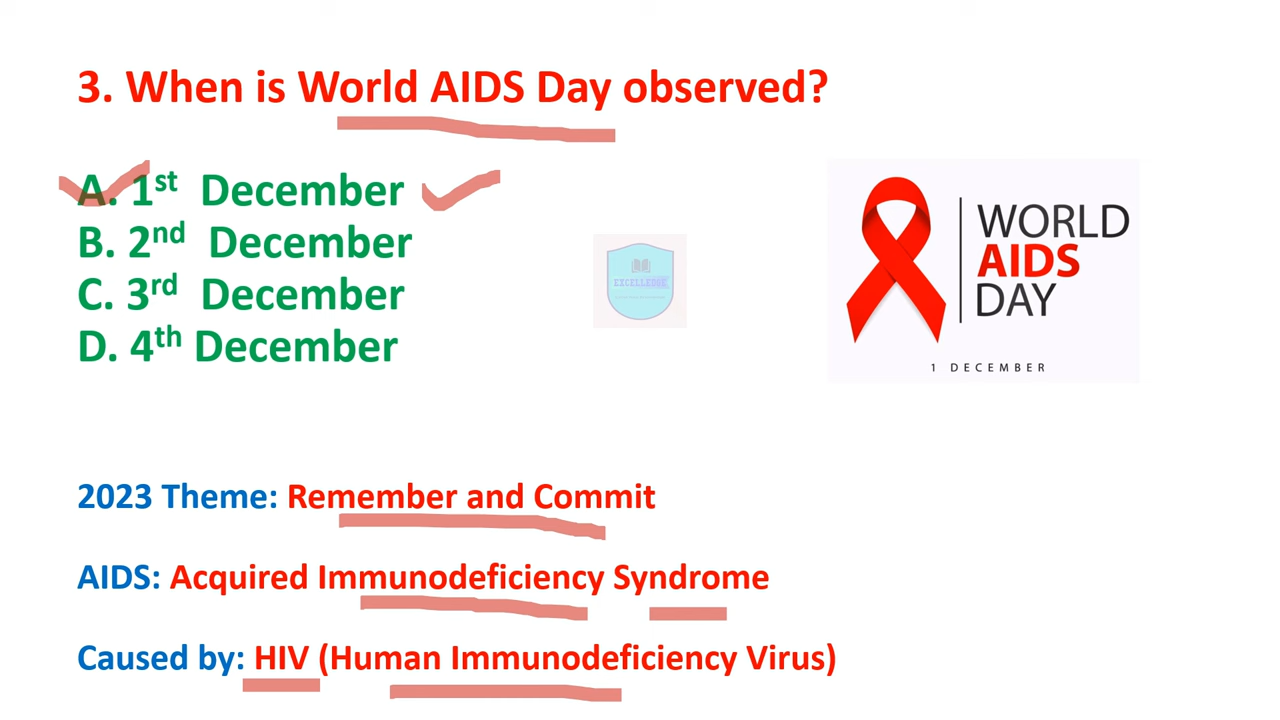 3. When is World AIDS Day observed?
A. 1st December
B. 2nd December
C. 3rd December
D. 4th December
EXCELLEDGE
WORLD
AIDS
DAY
1 DECEMBER
2023 Theme: Remember and Commit
AIDS: Acquired Immunodeficiency Syndrome
Caused by: HIV (Human Immunodeficiency Virus)